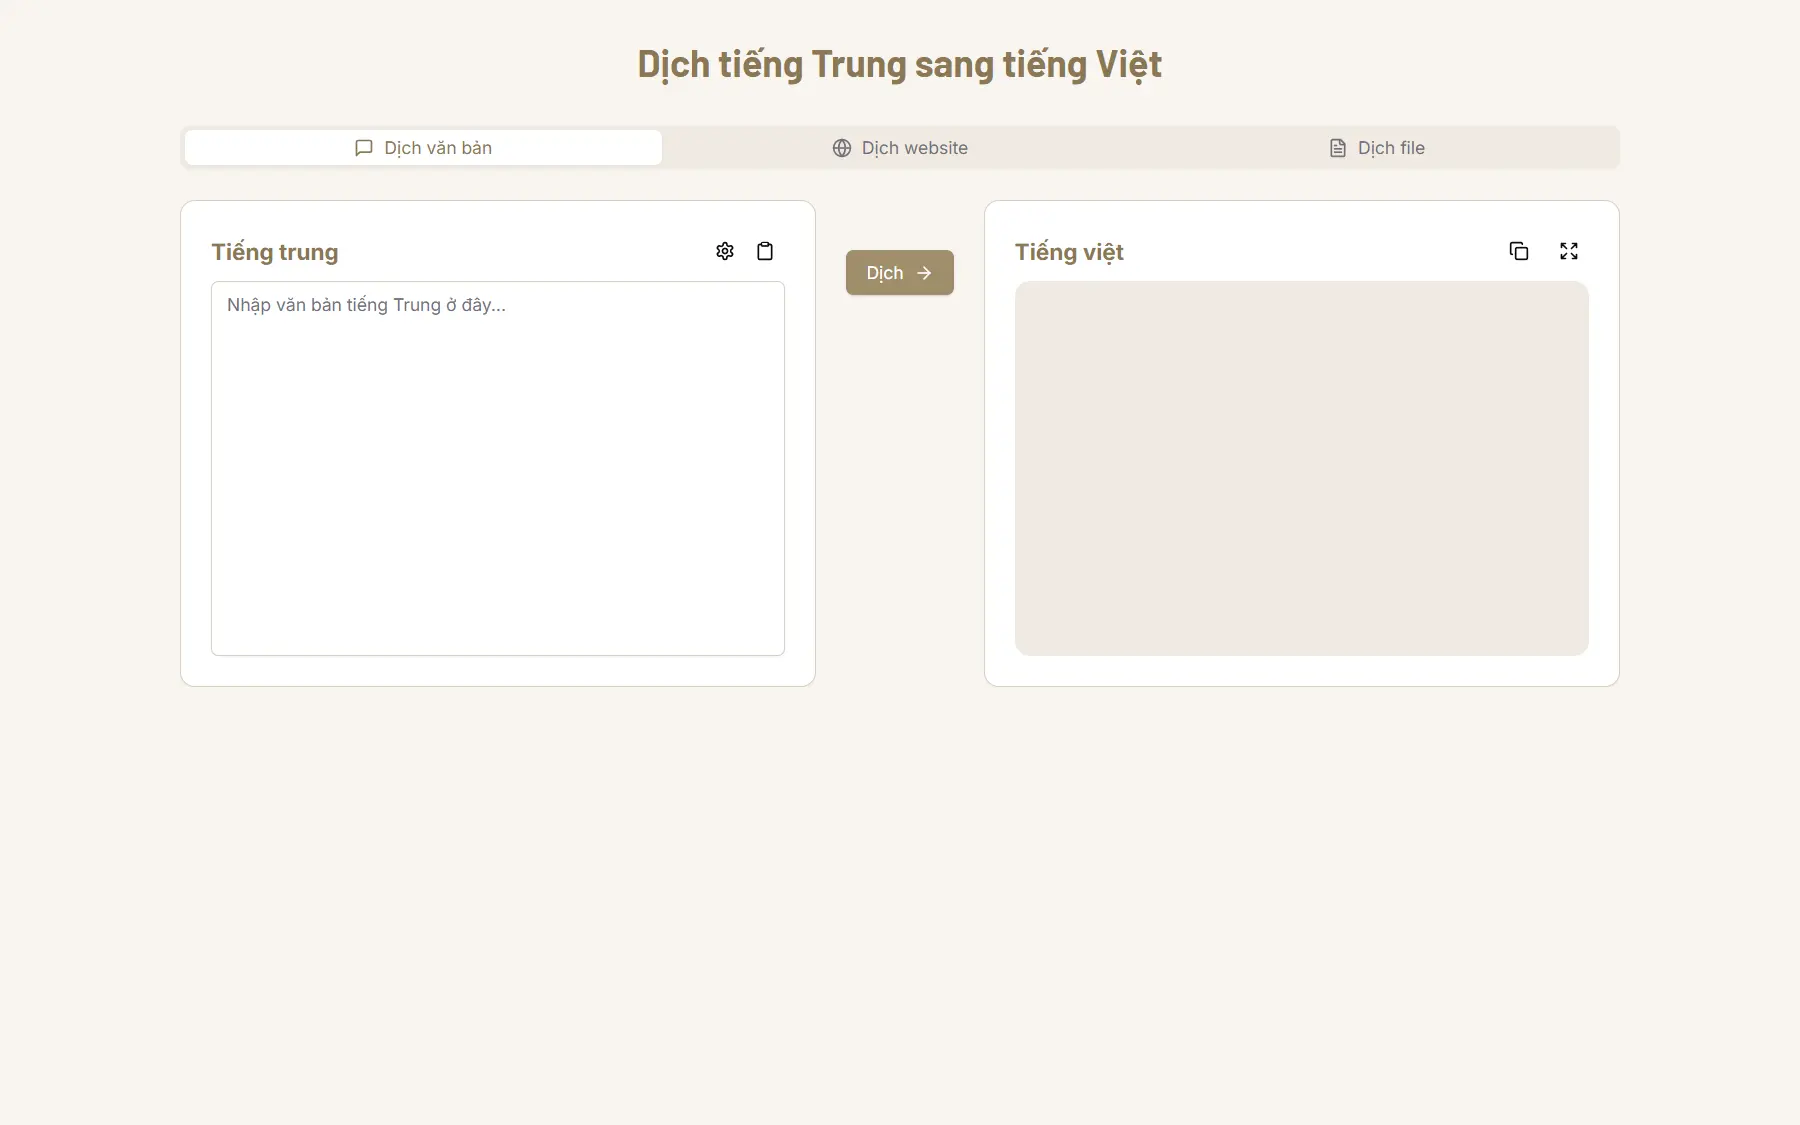 Dịch tiếng Trung sang tiếng Việt
Dịch văn bản
Dịch website
Dịch file
Tiếng trung
Nhập văn bản tiếng Trung ở đây...
Dịch
Tiếng việt